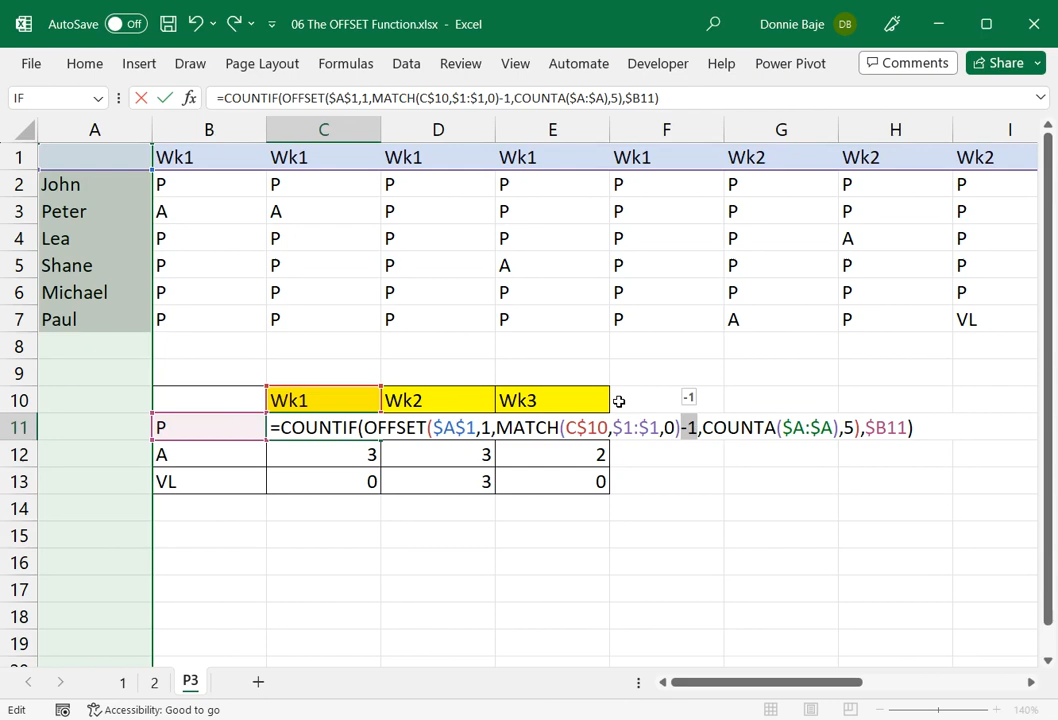 AutoSave Off 06 The OFFSET Function.xlsx - Excel Donnie Baje DB
File Home Insert Draw Page Layout Formulas Data Review View Automate Developer Help Power Pivot Comments Share
IF fx =COUNTIF(OFFSET($A$1,1,MATCH(C$10,$1:$1,0)-1,COUNTA($A:$A),5),$B11)
A B C D E F G H I
1 Wk1 Wk1 Wk1 Wk1 Wk1 Wk2 Wk2 Wk2
2 John P P P P P P P P
3 Peter A A P P P P P P
4 Lea P P P P P P A P
5 Shane P P P A P P P P
6 Michael P P P P P P P P
7 Paul P P P P P A P VL
8
9
10 Wk1 Wk2 Wk3 -1
11 P =COUNTIF(OFFSET($A$1,1,MATCH(C$10,$1:$1,0)-1,COUNTA($A:$A),5),$B11)
12 A 3 3 2
13 VL 0 3 0
14
15
16
17
18
19
1 2 P3
Edit Accessibility: Good to go 140%